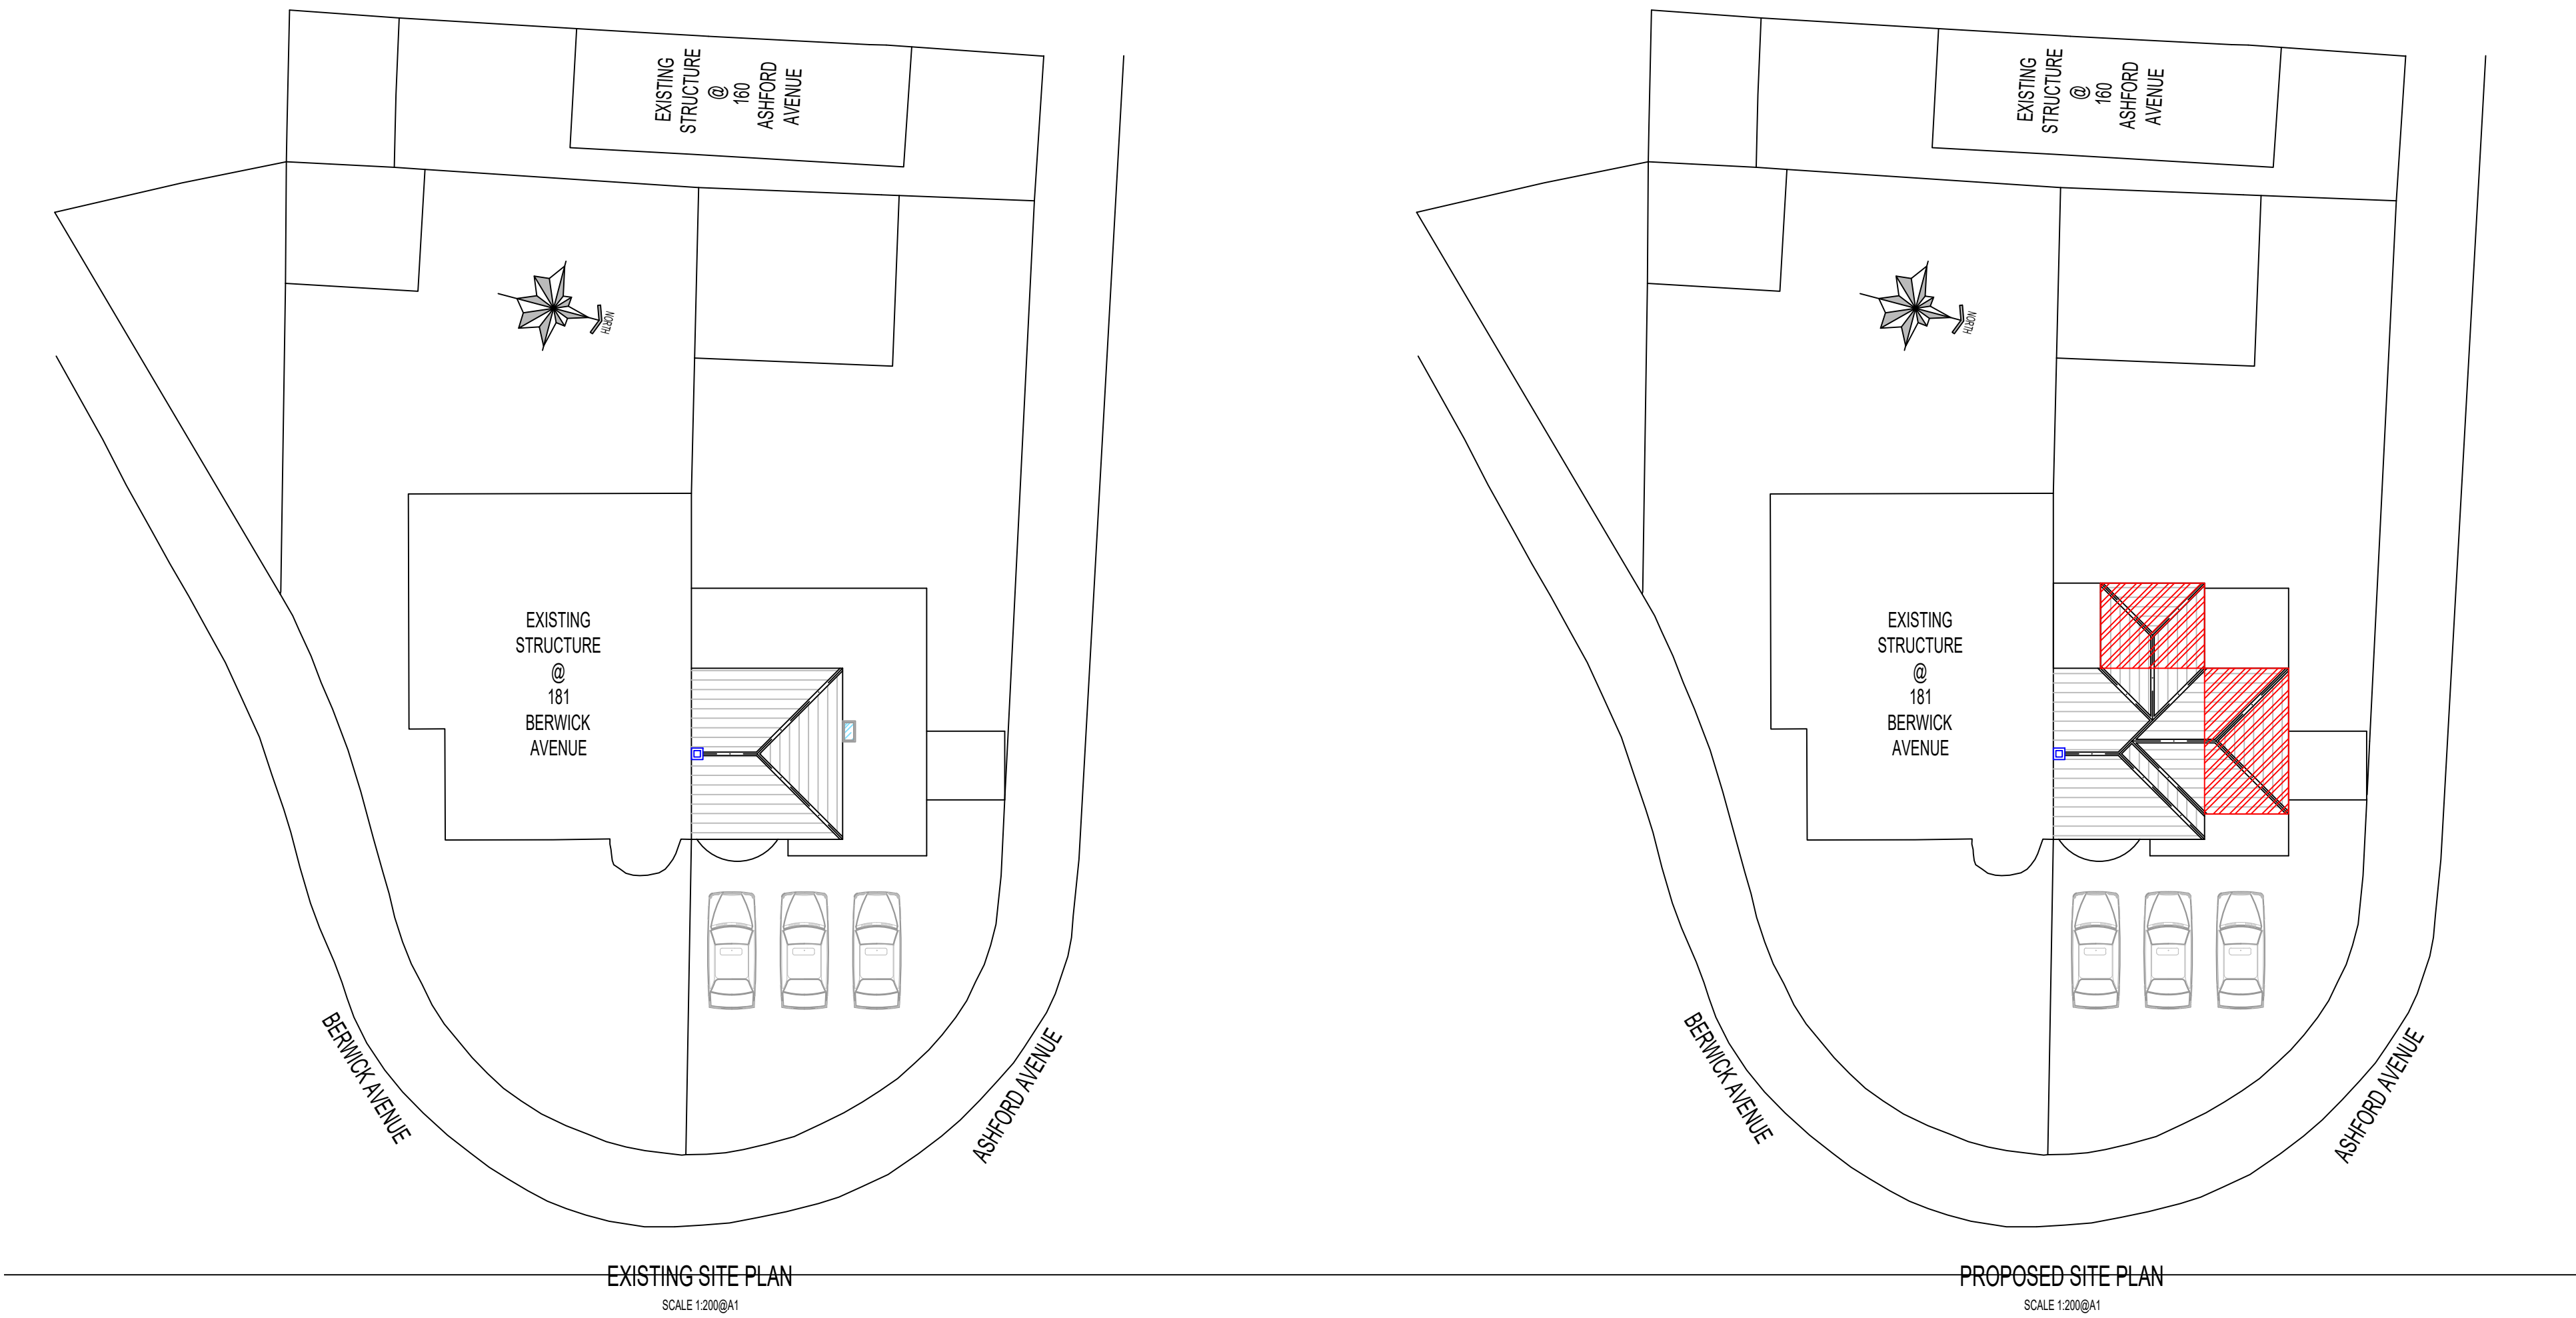 EXISTING
STRUCTURE
@
160
ASHFORD
AVENUE
NORTH
EXISTING
STRUCTURE
@
181
BERWICK
AVENUE
BERWICK AVENUE
ASHFORD AVENUE
EXISTING SITE PLAN
SCALE 1:200@A1
EXISTING
STRUCTURE
@
160
ASHFORD
AVENUE
NORTH
EXISTING
STRUCTURE
@
181
BERWICK
AVENUE
BERWICK AVENUE
ASHFORD AVENUE
PROPOSED SITE PLAN
SCALE 1:200@A1